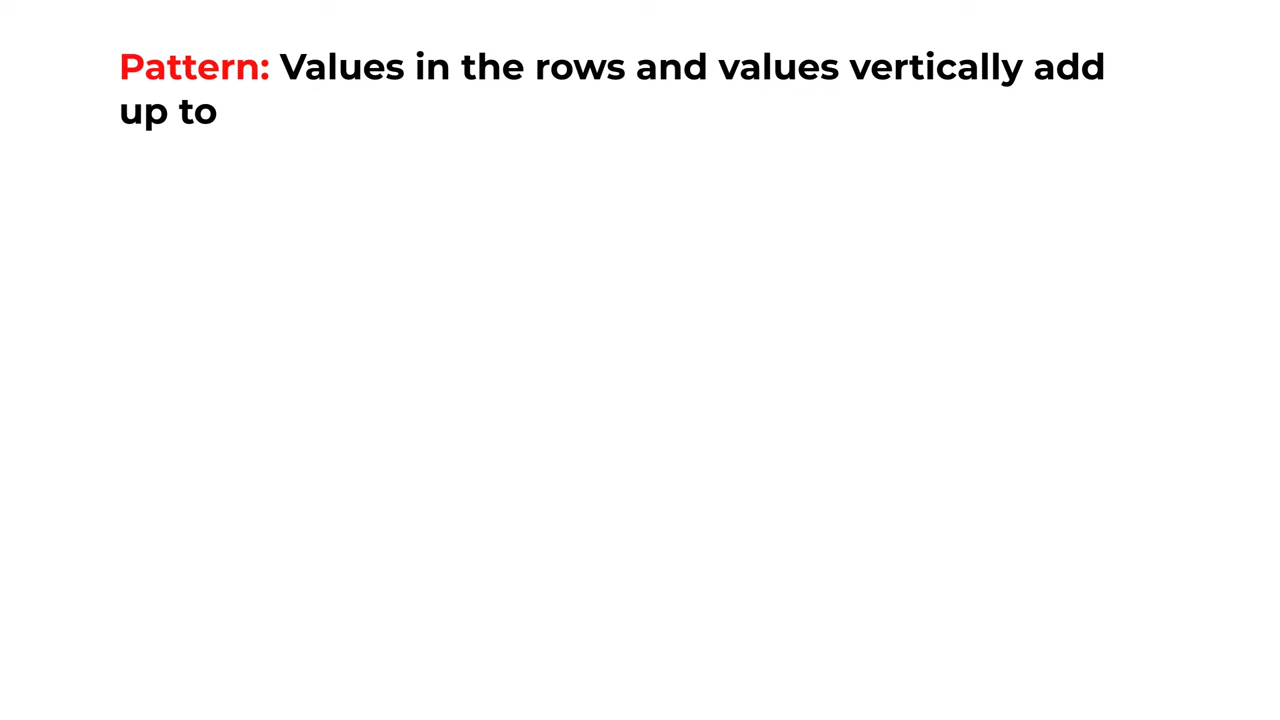 Pattern: Values in the rows and values vertically add
up to